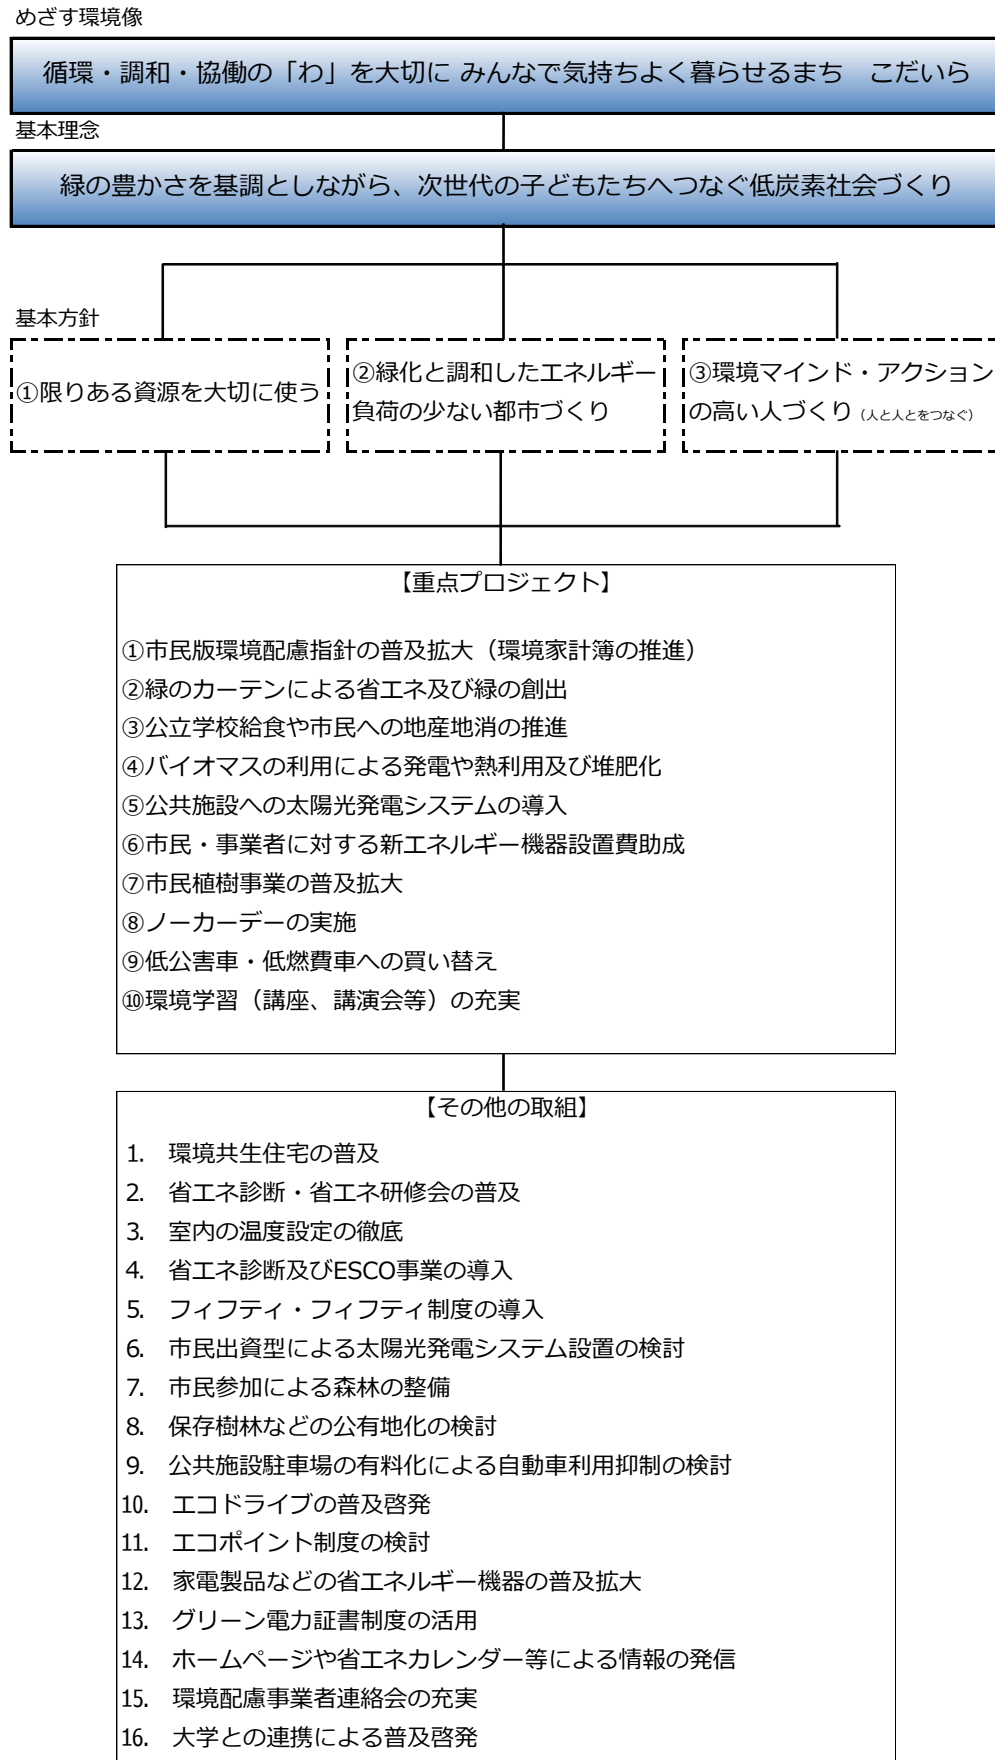 めざす環境像
循環・調和・協働の「わ」を大切に みんなで気持ちよく暮らせるまち　こだいら
基本理念
緑の豊かさを基調としながら、次世代の子どもたちへつなぐ低炭素社会づくり
基本方針
①限りある資源を大切に使う
②緑化と調和したエネルギー
負荷の少ない都市づくり
③環境マインド・アクション
の高い人づくり（人と人とをつなぐ）
【重点プロジェクト】
①市民版環境配慮指針の普及拡大（環境家計簿の推進）
②緑のカーテンによる省エネ及び緑の創出
③公立学校給食や市民への地産地消の推進
④バイオマスの利用による発電や熱利用及び堆肥化
⑤公共施設への太陽光発電システムの導入
⑥市民・事業者に対する新エネルギー機器設置費助成
⑦市民植樹事業の普及拡大
⑧ノーカーデーの実施
⑨低公害車・低燃費車への買い替え
⑩環境学習（講座、講演会等）の充実
【その他の取組】
1.　環境共生住宅の普及
2.　省エネ診断・省エネ研修会の普及
3.　室内の温度設定の徹底
4.　省エネ診断及びESCO事業の導入
5.　フィフティ・フィフティ制度の導入
6.　市民出資型による太陽光発電システム設置の検討
7.　市民参加による森林の整備
8.　保存樹林などの公有地化の検討
9.　公共施設駐車場の有料化による自動車利用抑制の検討
10.　エコドライブの普及啓発
11.　エコポイント制度の検討
12.　家電製品などの省エネルギー機器の普及拡大
13.　グリーン電力証書制度の活用
14.　ホームページや省エネカレンダー等による情報の発信
15.　環境配慮事業者連絡会の充実
16.　大学との連携による普及啓発